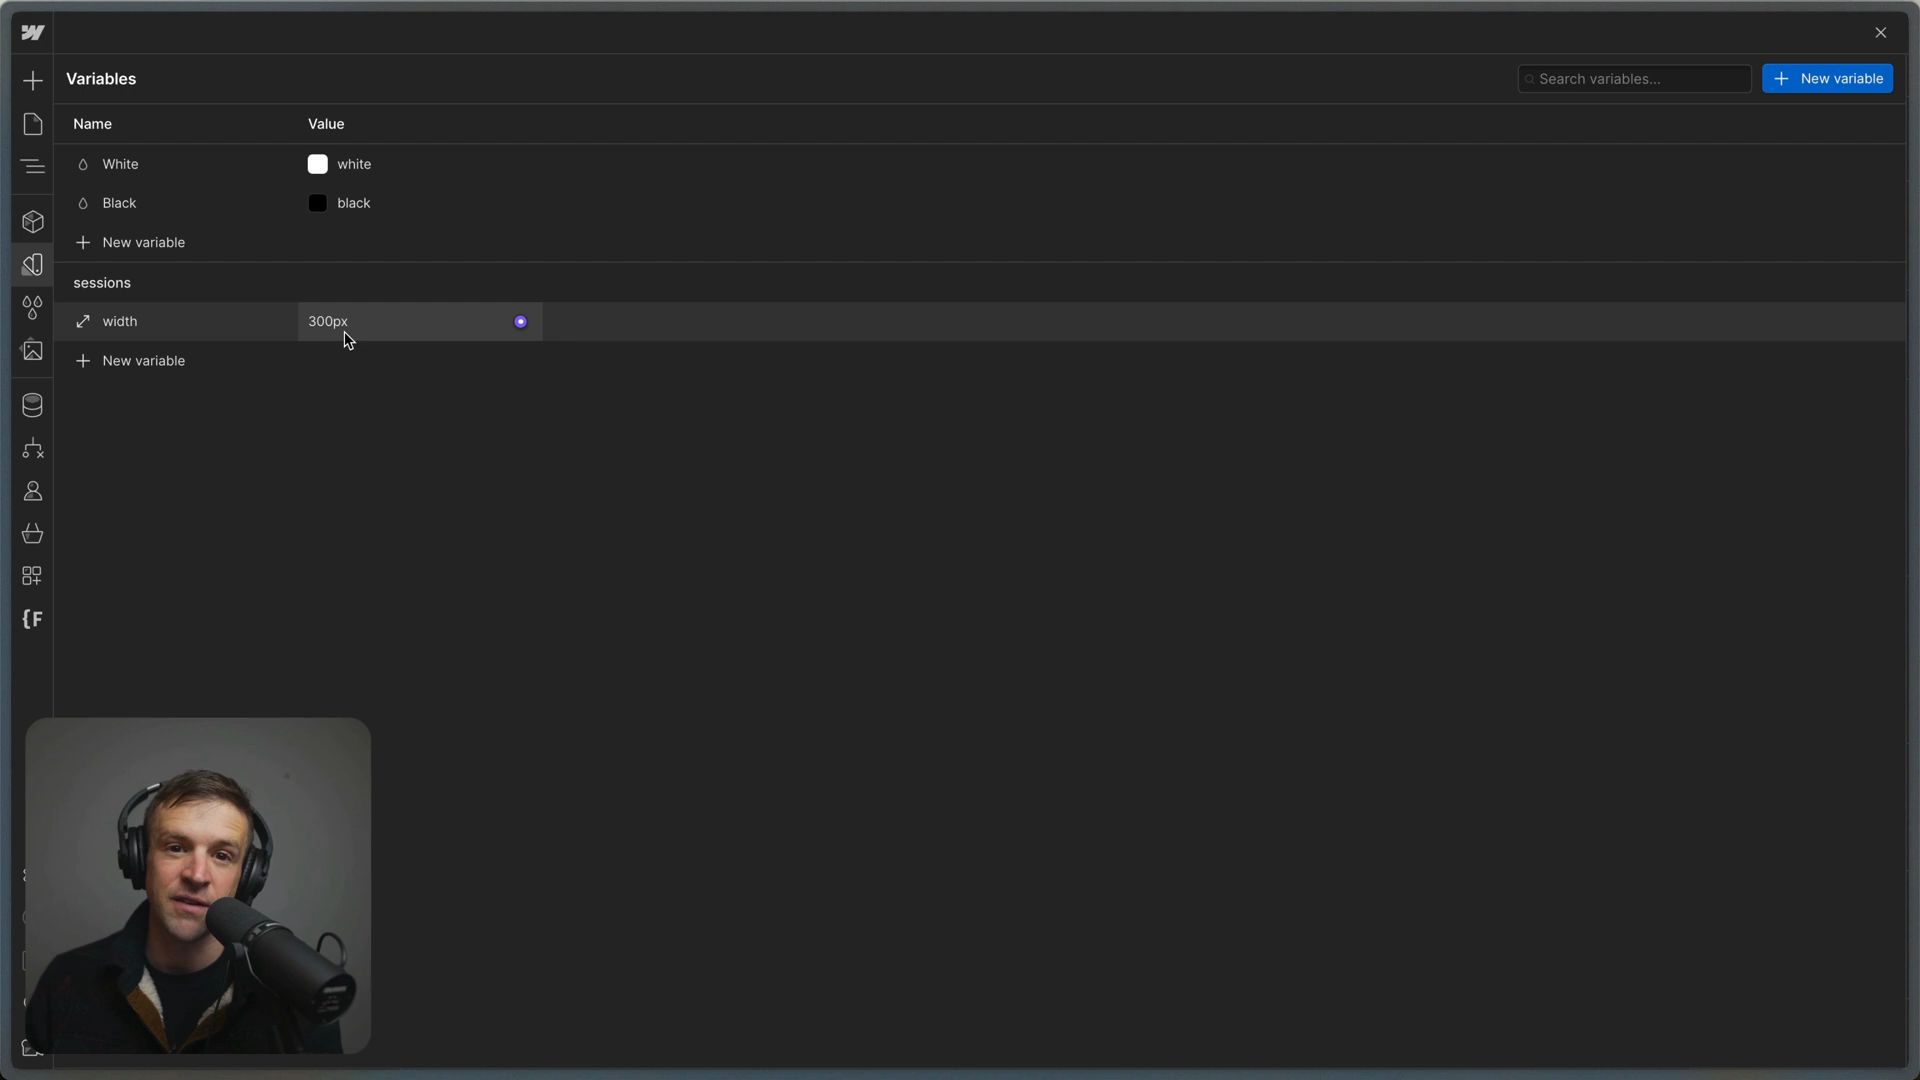 Variables
Search variables...
New variable
Name
Value
White
white
Black
black
New variable
sessions
width
300px
New variable
{F